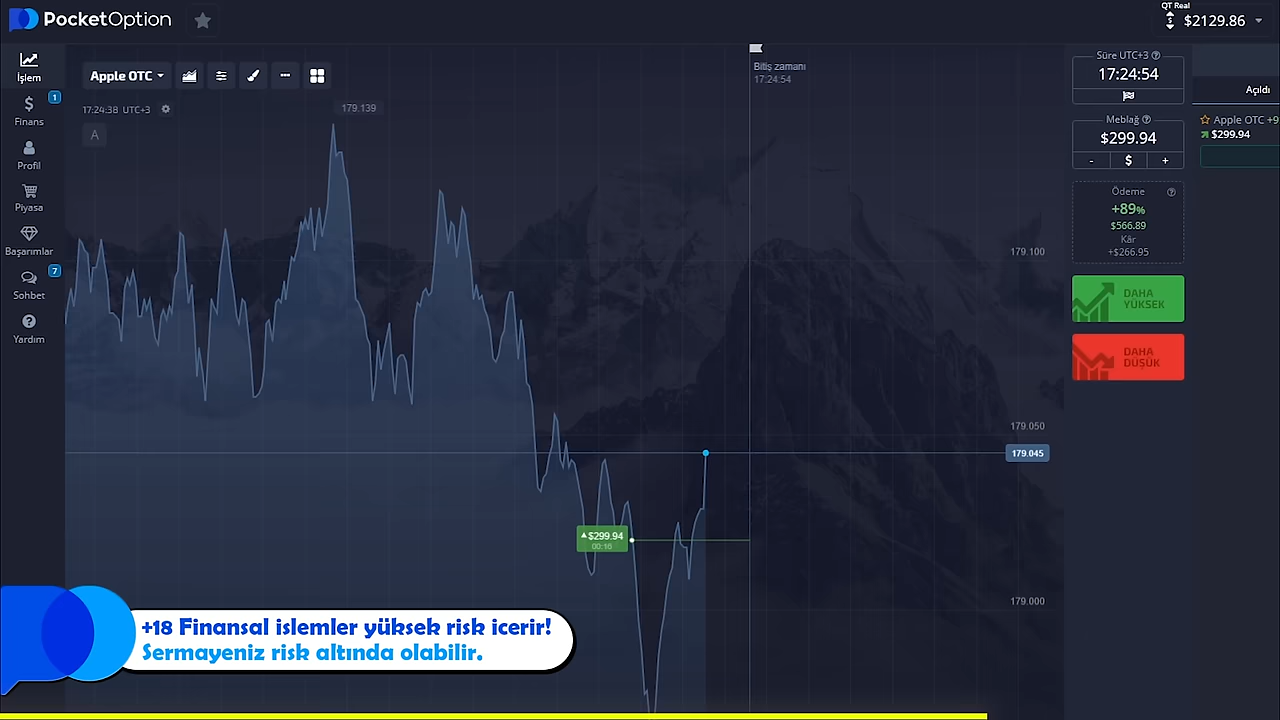 PocketOption
QT Real
$2129.86
İşlem
1
Finans
Profil
Piyasa
Başarımlar
7
Sohbet
Yardım
Apple OTC
17:24:38 UTC+3
A
179.139
Bitiş zamanı
17:24:54
179.100
179.050
179.045
179.000
$299.94
00:16
Süre UTC+3
17:24:54
Meblağ
$299.94
- $ +
Ödeme
+89%
$566.89
Kâr
+$266.95
DAHA
YÜKSEK
DAHA
DÜŞÜK
Açıldı
Apple OTC +9
$299.94
+18 Finansal islemler yüksek risk icerir!
Sermayeniz risk altında olabilir.